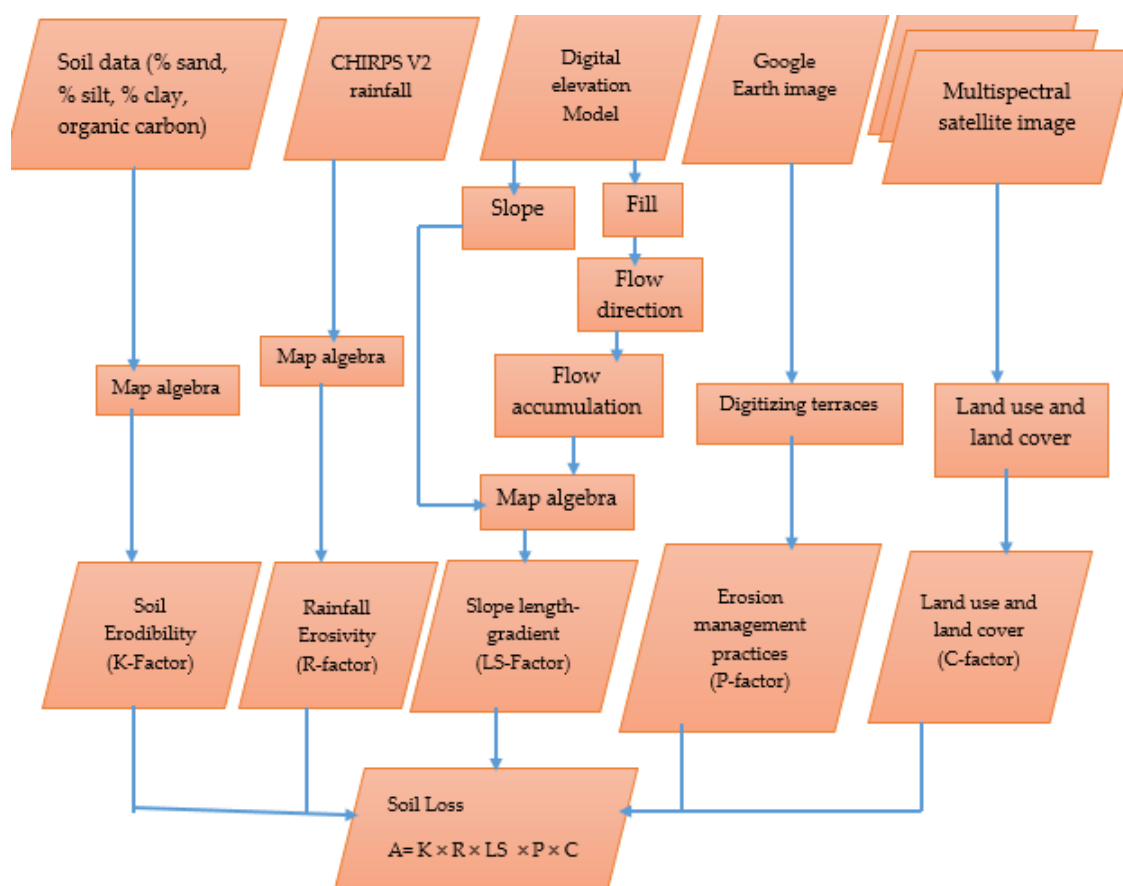 Soil data (% sand,
% silt, % clay,
organic carbon)
CHIRPS V2
rainfall
Digital
elevation
Model
Google
Earth image
Multispectral
satellite image
Slope
Fill
Flow
direction
Map algebra
Map algebra
Flow
accumulation
Digitizing terraces
Land use and
land cover
Map algebra
Soil
Erodibility
(K-Factor)
Rainfall
Erosivity
(R-factor)
Slope length-
gradient
(LS-Factor)
Erosion
management
practices
(P-factor)
Land use and
land cover
(C-factor)
Soil Loss
A= K × R × LS × P × C